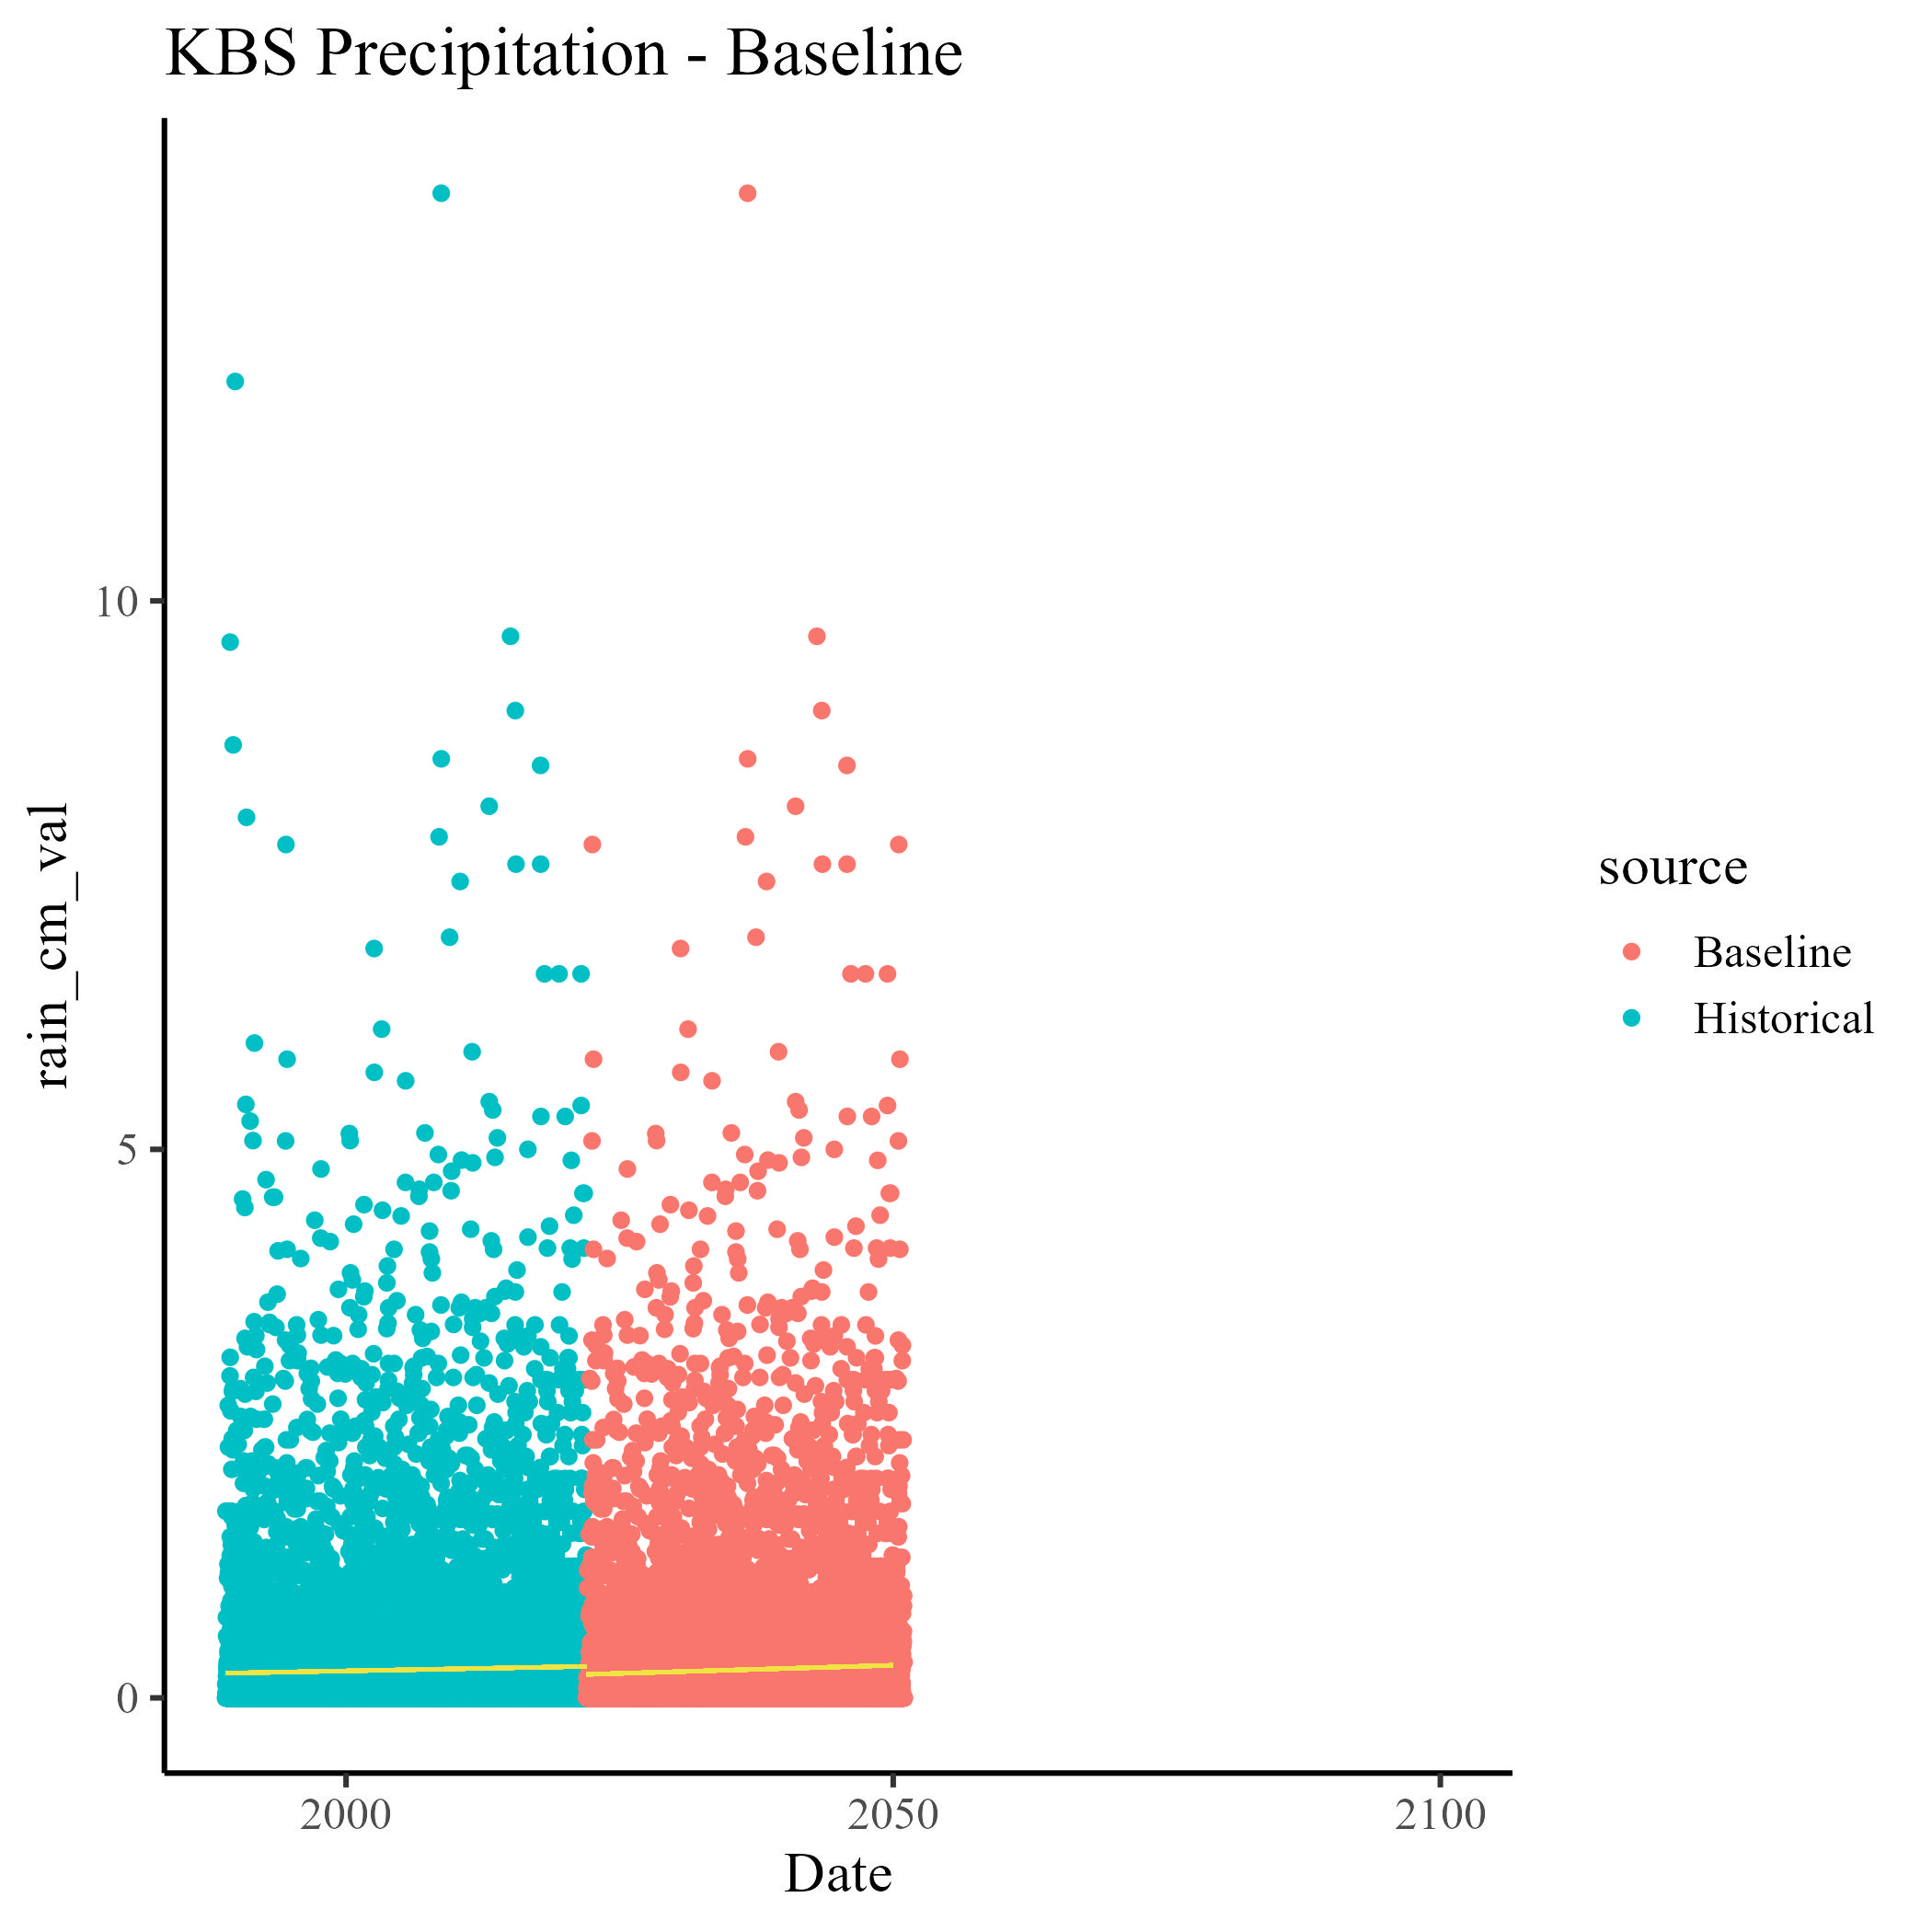 KBS Precipitation - Baseline
rain_cm_val
10
5
0
2000 2050 2100
Date
source
Baseline
Historical